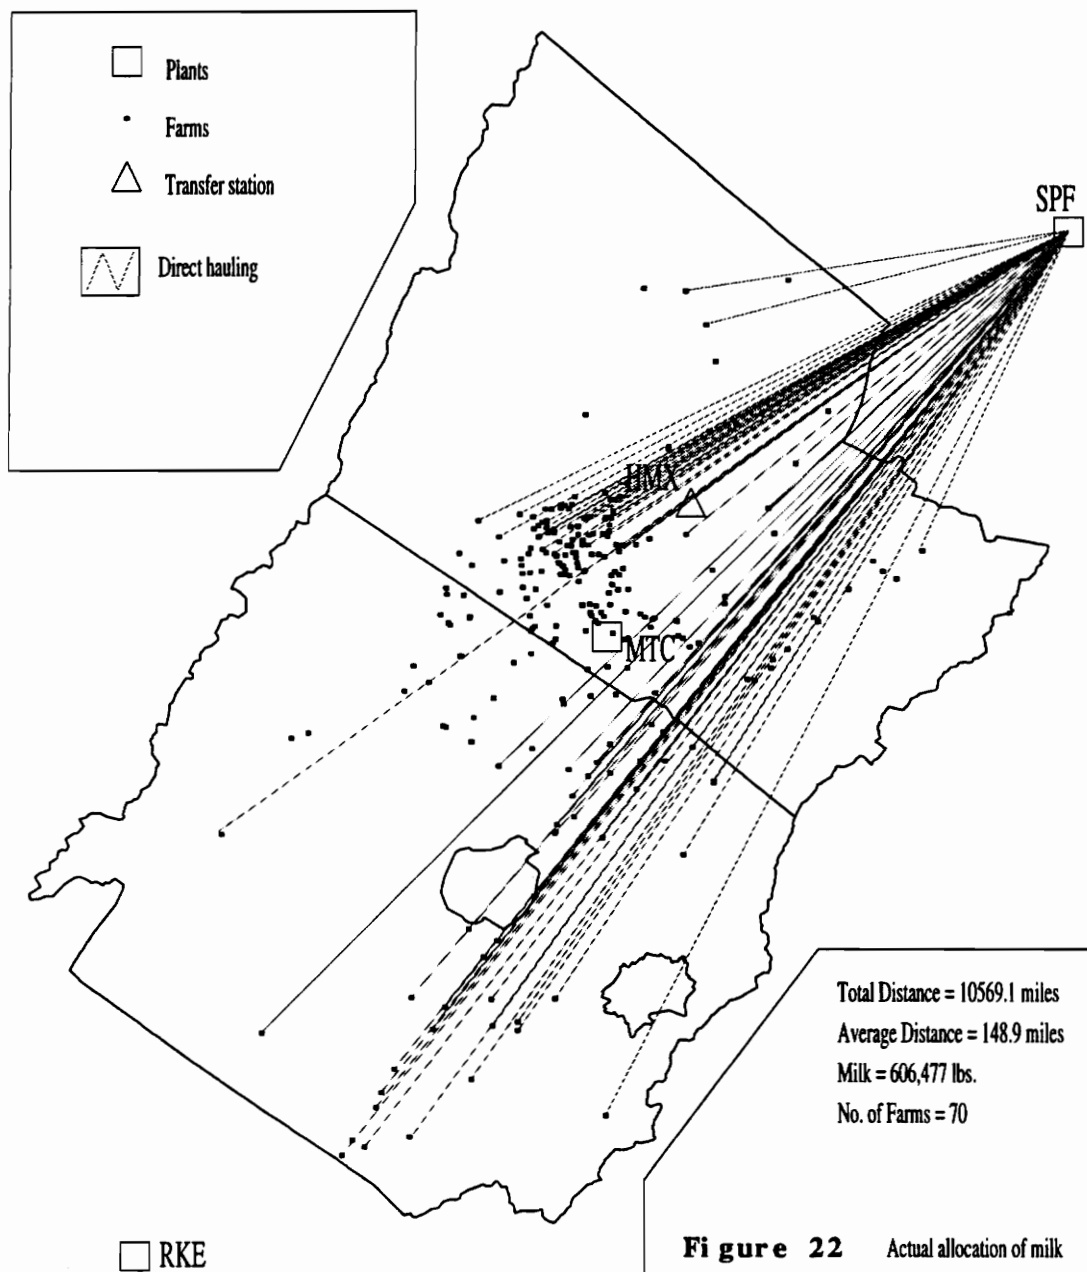 Plants
Farms
Transfer station
Direct hauling
SPF
HMX
MTC
Total Distance = 10569.1 miles
Average Distance = 148.9 miles
Milk = 606,477 lbs.
No. of Farms = 70
RKE
Figure 22 Actual allocation of milk